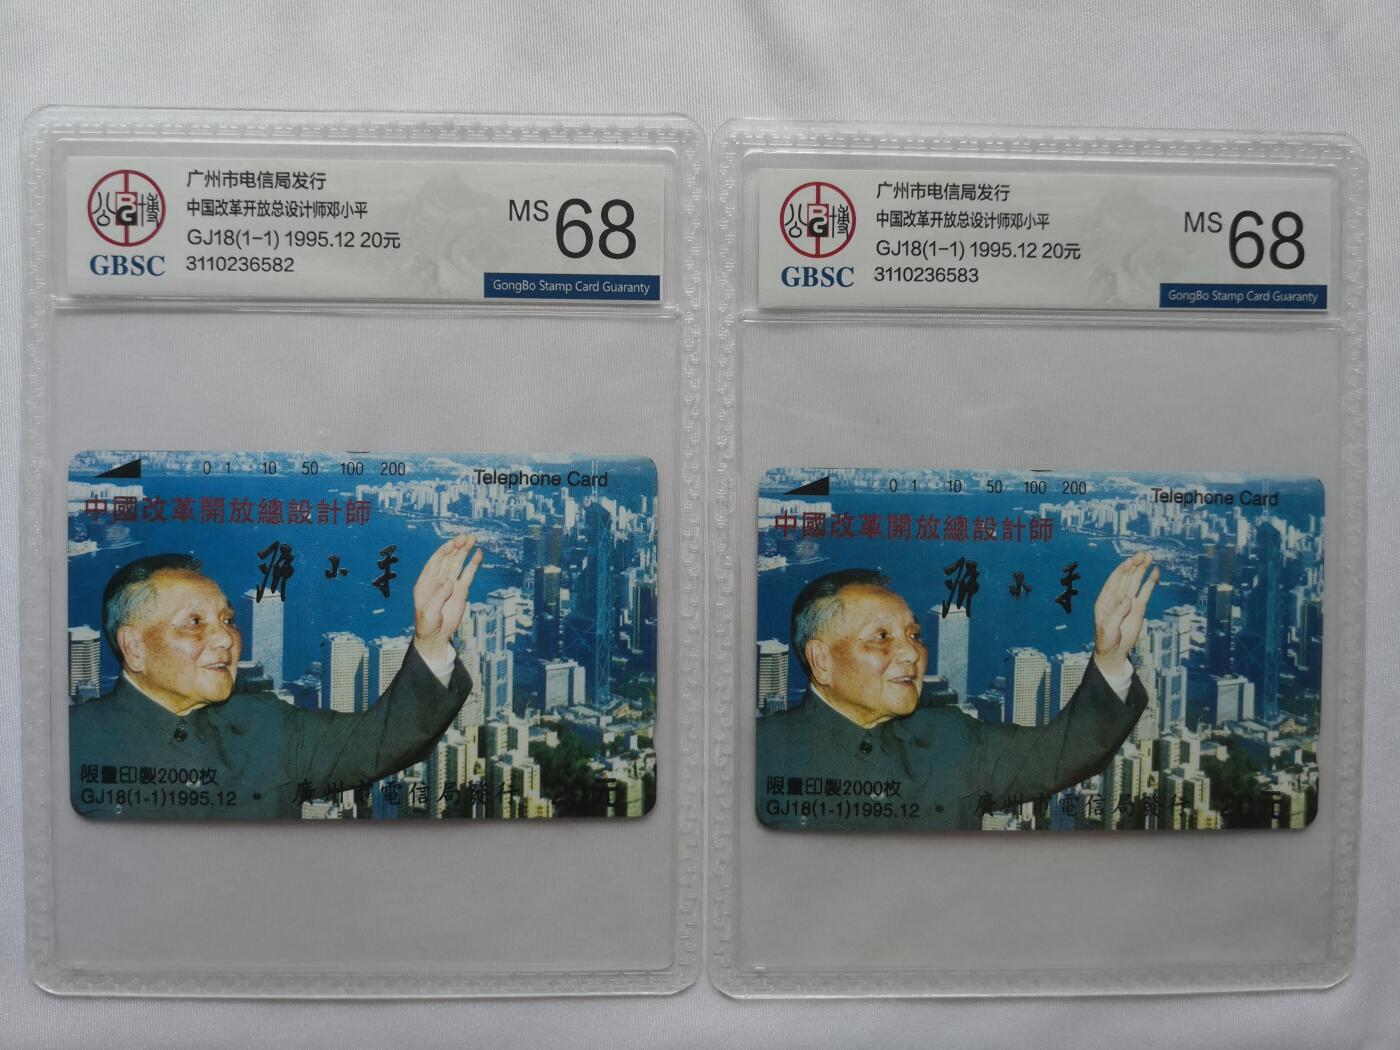 广州市电信局发行
中国改革开放总设计师邓小平
GJ18(1-1) 1995.12 20元
3110236582
GBSC
MS 68
GongBo Stamp Card Guaranty
0 1 10 50 100 200
Telephone Card
中國改革開放總設計師
鄧小平
限量印製2000枚
GJ18(1-1)1995.12
廣州市電信局發行 20元
广州市电信局发行
中国改革开放总设计师邓小平
GJ18(1-1) 1995.12 20元
3110236583
GBSC
MS 68
GongBo Stamp Card Guaranty
0 1 10 50 100 200
Telephone Card
中國改革開放總設計師
鄧小平
限量印製2000枚
GJ18(1-1)1995.12
廣州市電信局發行 20元